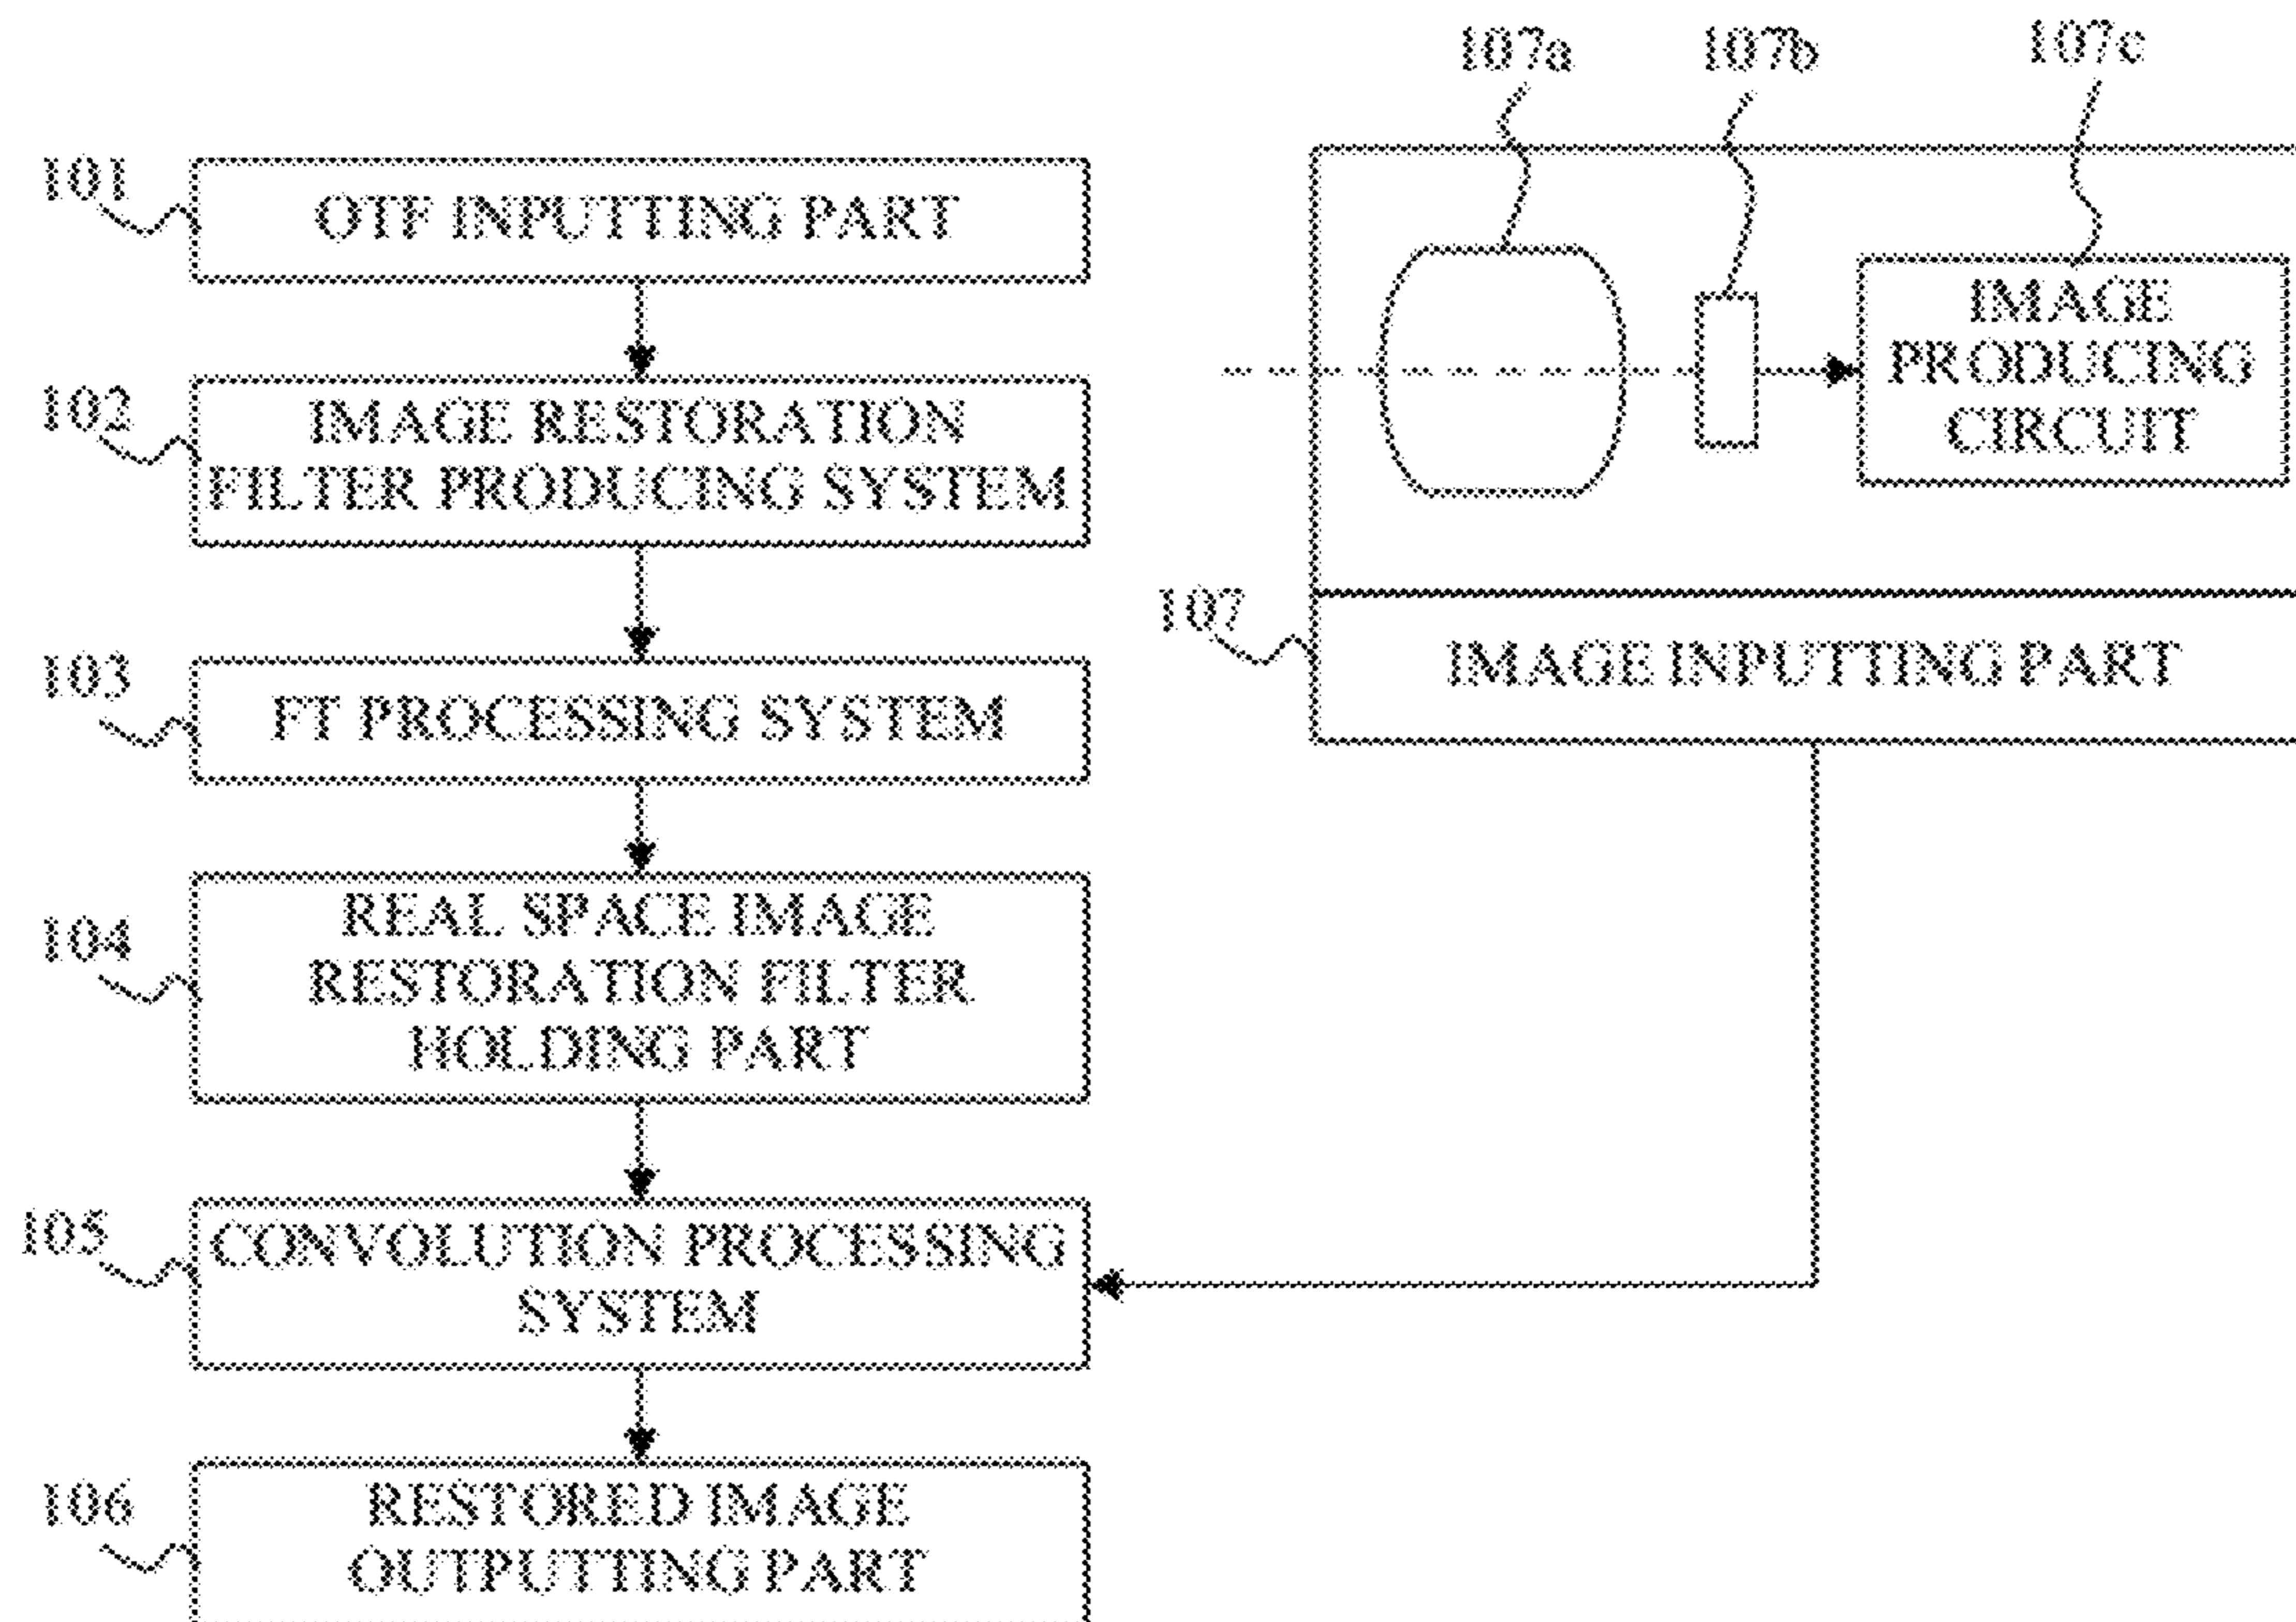 101
OTF INPUTTING PART
102
IMAGE RESTORATION
FILTER PRODUCING SYSTEM
103
FT PROCESSING SYSTEM
104
REAL SPACE IMAGE
RESTORATION FILTER
HOLDING PART
105
CONVOLUTION PROCESSING
SYSTEM
106
RESTORED IMAGE
OUTPUTTING PART
107a
107b
107c
IMAGE
PRODUCING
CIRCUIT
107
IMAGE INPUTTING PART